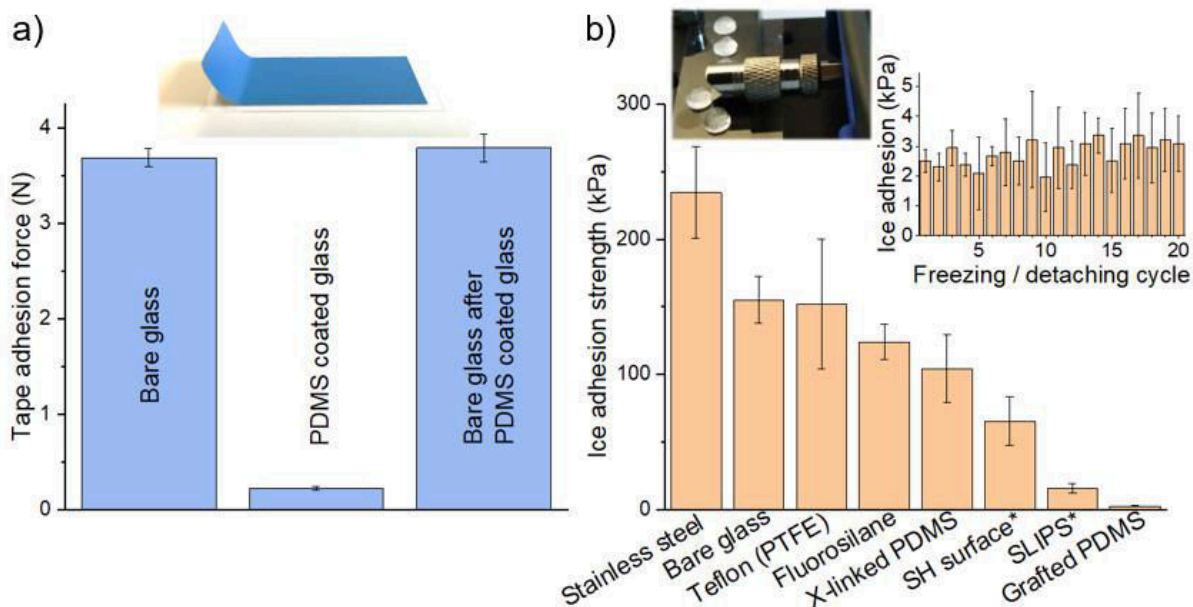 a)
Tape adhesion force (N)
4
3
2
1
0
Bare glass
PDMS coated glass
Bare glass after
PDMS coated glass
b)
Ice adhesion strength (kPa)
300
200
100
0
Stainless steel
Bare glass
Teflon (PTFE)
Fluorosilane
X-linked PDMS
SH surface*
SLIPS*
Grafted PDMS
Ice adhesion (kPa)
5
4
3
2
1
0
5
10
15
20
Freezing / detaching cycle